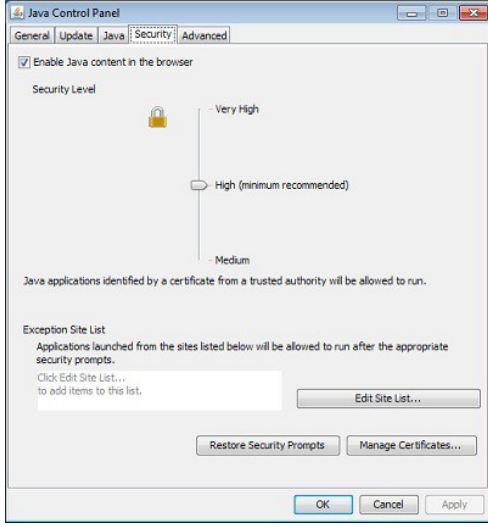 Java Control Panel
General Update Java Security Advanced
Enable Java content in the browser
Security Level
Very High
High (minimum recommended)
Medium
Java applications identified by a certificate from a trusted authority will be allowed to run.
Exception Site List
Applications launched from the sites listed below will be allowed to run after the appropriate
security prompts.
Click Edit Site List...
to add items to this list.
Edit Site List...
Restore Security Prompts Manage Certificates...
OK Cancel Apply